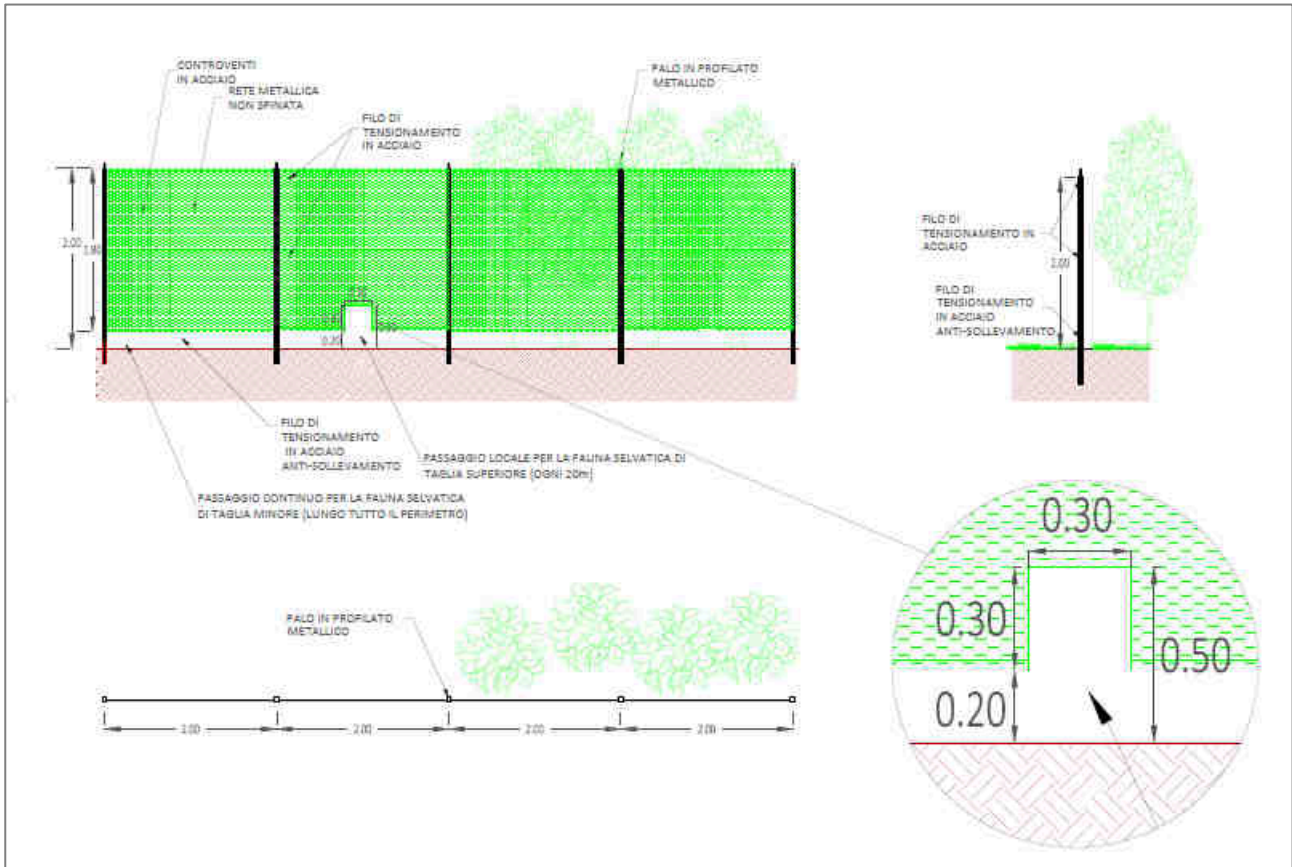 CONTROVENTI
IN ACCIAIO
RETE METALLICA
NON SPINATA
FILO DI
TENSIONAMENTO
IN ACCIAIO
PALO IN PROFILATO
METALLICO
2.00
1.80
0.30
0.20
FILO DI
TENSIONAMENTO IN
ACCIAIO
2.00
FILO DI
TENSIONAMENTO
IN ACCIAIO
ANTI-SOLLEVAMENTO
FILO DI
TENSIONAMENTO
IN ACCIAIO
ANTI-SOLLEVAMENTO
PASSAGGIO LOCALE PER LA FAUNA SELVATICA DI
TAGLIA SUPERIORE (OGNI 20m)
PASSAGGIO CONTINUO PER LA FAUNA SELVATICA
DI TAGLIA MINORE (LUNGO TUTTO IL PERIMETRO)
PALO IN PROFILATO
METALLICO
2.00 2.00 2.00 2.00
0.30
0.30
0.50
0.20